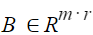 B ∈ R^{m · r}